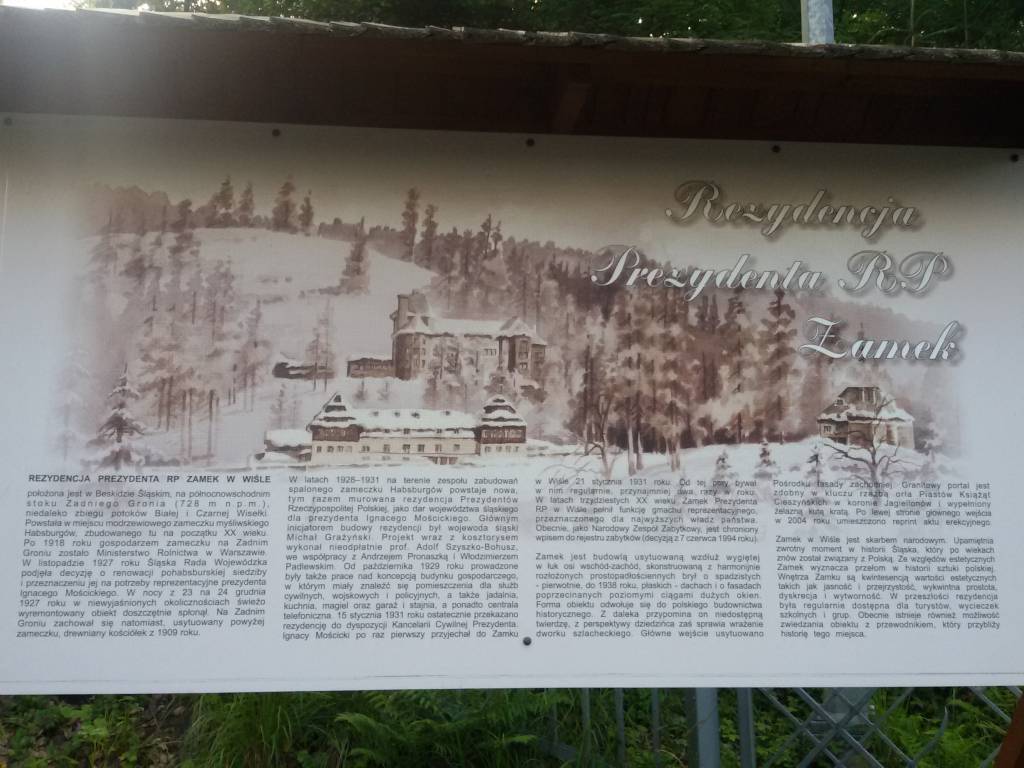 Rezydencja
Prezydenta RP
Zamek
REZYDENCJA PREZYDENTA RP ZAMEK W WIŚLE
położona jest w Beskidzie Śląskim, na północnowschodnim
stoku Zadniego Gronia (728 m n.p.m.),
niedaleko zbiegu potoków Białej i Czarnej Wisełki.
Powstała w miejscu modrzewiowego zameczku myśliwskiego
Habsburgów, zbudowanego tu na początku XX wieku.
Po 1918 roku gospodarzem zameczku na Zadnim
Groniu zostało Ministerstwo Rolnictwa w Warszawie.
W listopadzie 1927 roku Śląska Rada Wojewódzka
podjęła decyzję o renowacji pohabsburskiej siedziby
i przeznaczeniu jej na potrzeby reprezentacyjne prezydenta
Ignacego Mościckiego. W nocy z 23 na 24 grudnia
1927 roku w niewyjaśnionych okolicznościach świeżo
wyremontowany obiekt doszczętnie spłonął. Na Zadnim
Groniu zachował się natomiast, usytuowany powyżej
zameczku, drewniany kościółek z 1909 roku.
W latach 1928–1931 na terenie zespołu zabudowań
spalonego zameczku Habsburgów powstaje nowa,
tym razem murowana rezydencja Prezydentów
Rzeczypospolitej Polskiej, jako dar województwa śląskiego
dla prezydenta Ignacego Mościckiego. Głównym
inicjatorem budowy rezydencji był wojewoda śląski
Michał Grażyński. Projekt wraz z kosztorysem
wykonał nieodpłatnie prof. Adolf Szyszko-Bohusz,
we współpracy z Andrzejem Pronaszką i Włodzimierzem
Padlewskim. Od października 1929 roku prowadzone
były także prace nad koncepcją budynku gospodarczego,
w którym miały znaleźć się pomieszczenia dla służb
cywilnych, wojskowych i policyjnych, a także jadalnia,
kuchnia, magiel oraz garaż i stajnia, a ponadto centrala
telefoniczna. 15 stycznia 1931 roku ostatecznie przekazano
rezydencję do dyspozycji Kancelarii Cywilnej Prezydenta.
Ignacy Mościcki po raz pierwszy przyjechał do Zamku
w Wiśle 21 stycznia 1931 roku. Od tej pory bywał
w nim regularnie, przynajmniej dwa razy w roku.
W latach trzydziestych XX wieku Zamek Prezydenta
RP w Wiśle pełnił funkcję gmachu reprezentacyjnego,
przeznaczonego dla najwyższych władz państwa.
Obecnie, jako Narodowy Zespół Zabytkowy, jest chroniony
wpisem do rejestru zabytków (decyzją z 7 czerwca 1994 roku).
Zamek jest budowlą usytuowaną wzdłuż wygiętej
w łuk osi wschód-zachód, skonstruowaną z harmonijnie
rozłożonych prostopadłościennych brył o spadzistych
- pierwotnie, do 1938 roku, płaskich - dachach i o fasadach
poprzecinanych poziomymi ciągami dużych okien.
Forma obiektu odwołuje się do polskiego budownictwa
historycznego. Z daleka przypomina on niedostępną
twierdzę, z perspektywy dziedzińca zaś sprawia wrażenie
dworku szlacheckiego. Główne wejście usytuowano
Pośrodku fasady zachodniej. Granitowy portal jest
zdobny w kluczu rzeźbą orła Piastów Książąt
Cieszyńskich w koronie Jagiellonów i wypełniony
żelazną kutą kratą. Po lewej stronie głównego wejścia
w 2004 roku umieszczono reprint aktu erekcyjnego.
Zamek w Wiśle jest skarbem narodowym. Upamiętnia
zwrotny moment w historii Śląska, który po wiekach
znów został związany z Polską. Ze względów estetycznych
Zamek wyznacza przełom w historii sztuki polskiej.
Wnętrza Zamku są kwintesencją wartości estetycznych
takich jak jasność i przejrzystość, wykwintna prostota,
dyskrecja i wytworność. W przeszłości rezydencja
była regularnie dostępna dla turystów, wycieczek
szkolnych i grup. Obecnie istnieje również możliwość
zwiedzania obiektu z przewodnikiem, który przybliży
historię tego miejsca.